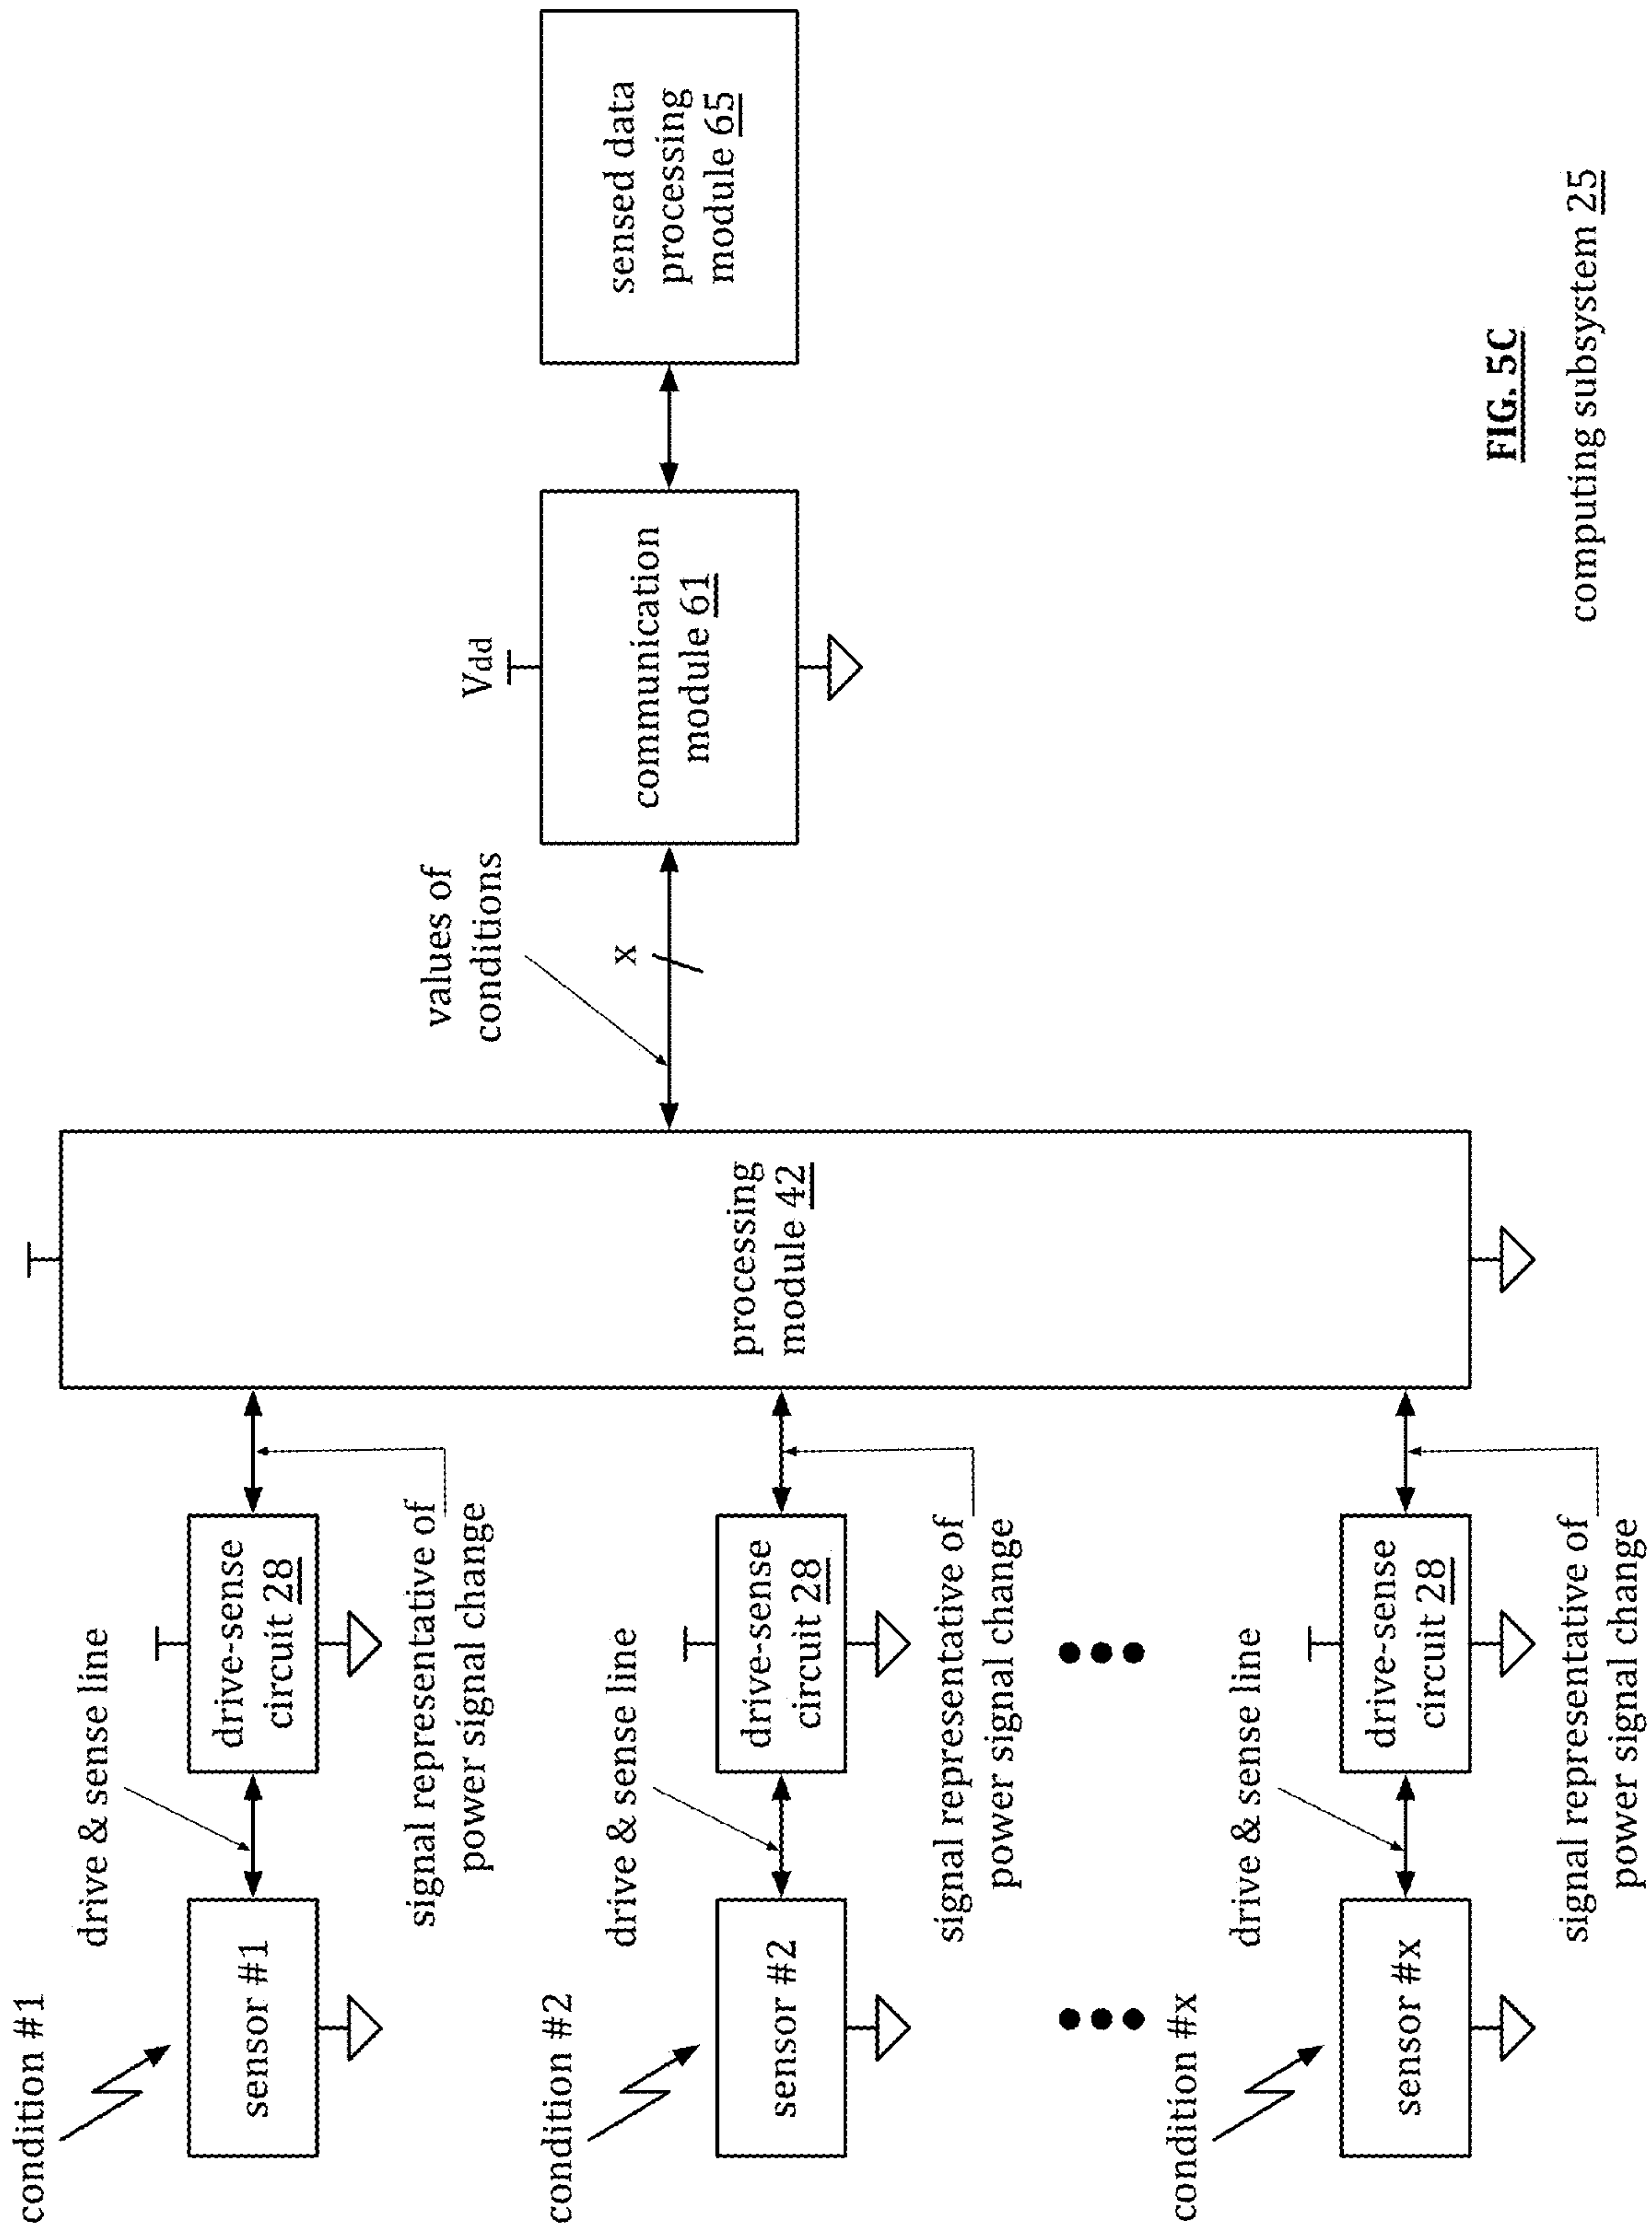 condition #1
sensor #1
drive & sense line
drive-sense
circuit 28
signal representative of
power signal change
condition #2
sensor #2
drive & sense line
drive-sense
circuit 28
signal representative of
power signal change
condition #x
sensor #x
drive & sense line
drive-sense
circuit 28
signal representative of
power signal change
processing
module 42
values of
conditions
x
Vdd
communication
module 61
sensed data
processing
module 65
FIG. 5C
computing subsystem 25